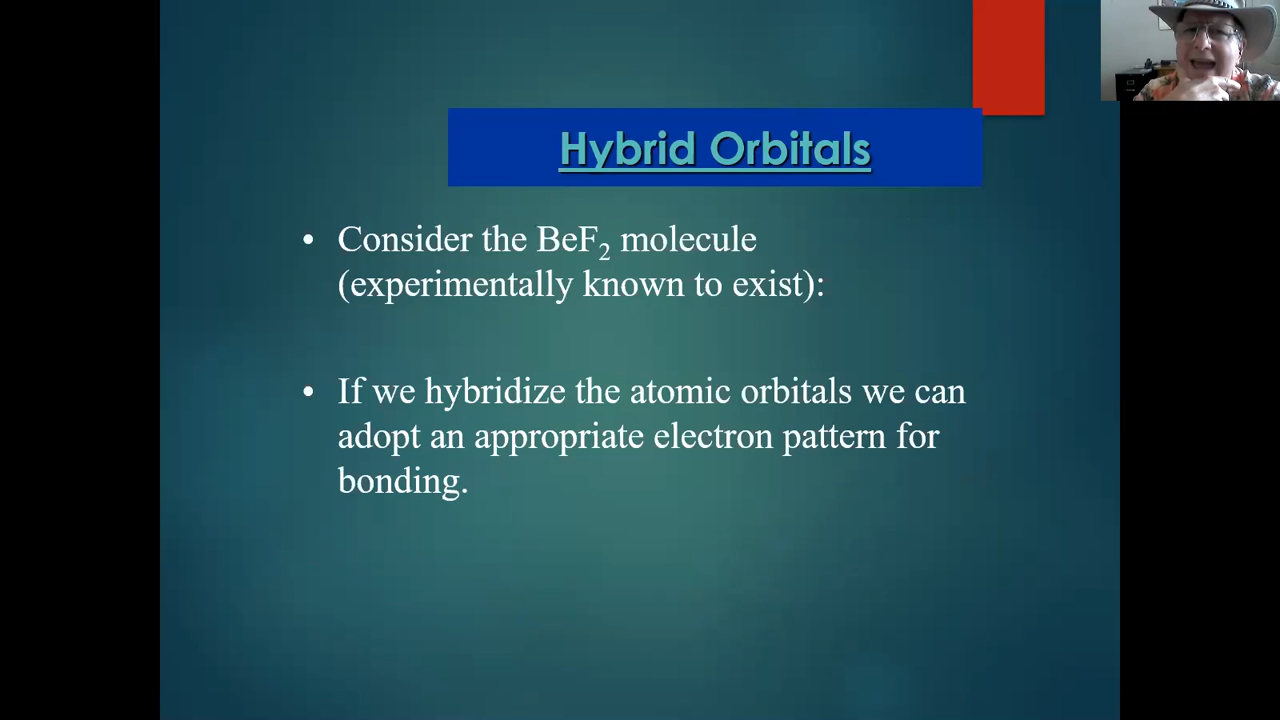 Hybrid Orbitals
• Consider the BeF₂ molecule
(experimentally known to exist):
• If we hybridize the atomic orbitals we can
adopt an appropriate electron pattern for
bonding.